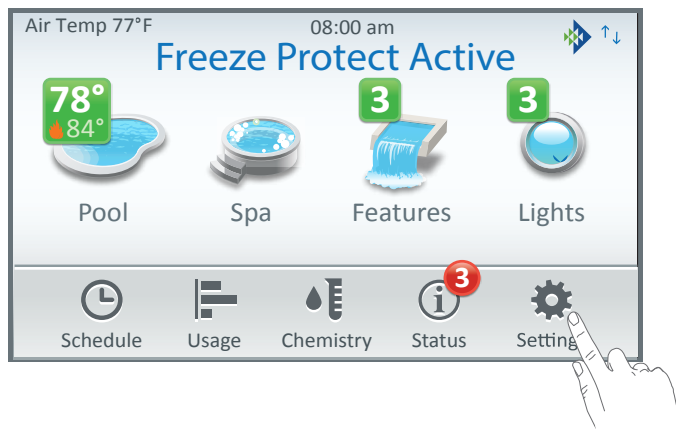 Air Temp 77°F
08:00 am
Freeze Protect Active
78°
84°
3
3
Pool
Spa
Features
Lights
3
Schedule
Usage
Chemistry
Status
Setting